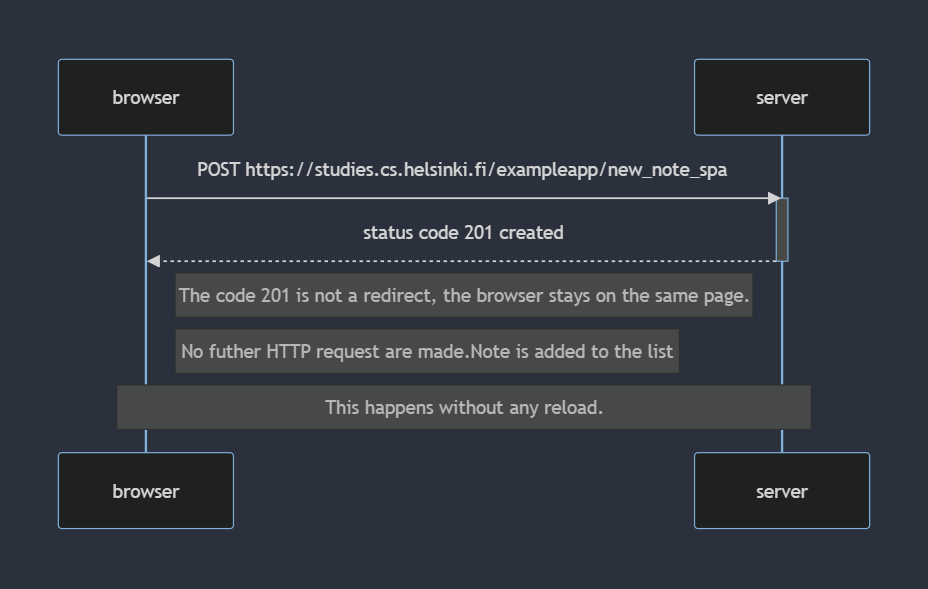 browser
server
POST https://studies.cs.helsinki.fi/exampleapp/new_note_spa
status code 201 created
The code 201 is not a redirect, the browser stays on the same page.
No futher HTTP request are made.Note is added to the list
This happens without any reload.
browser
server